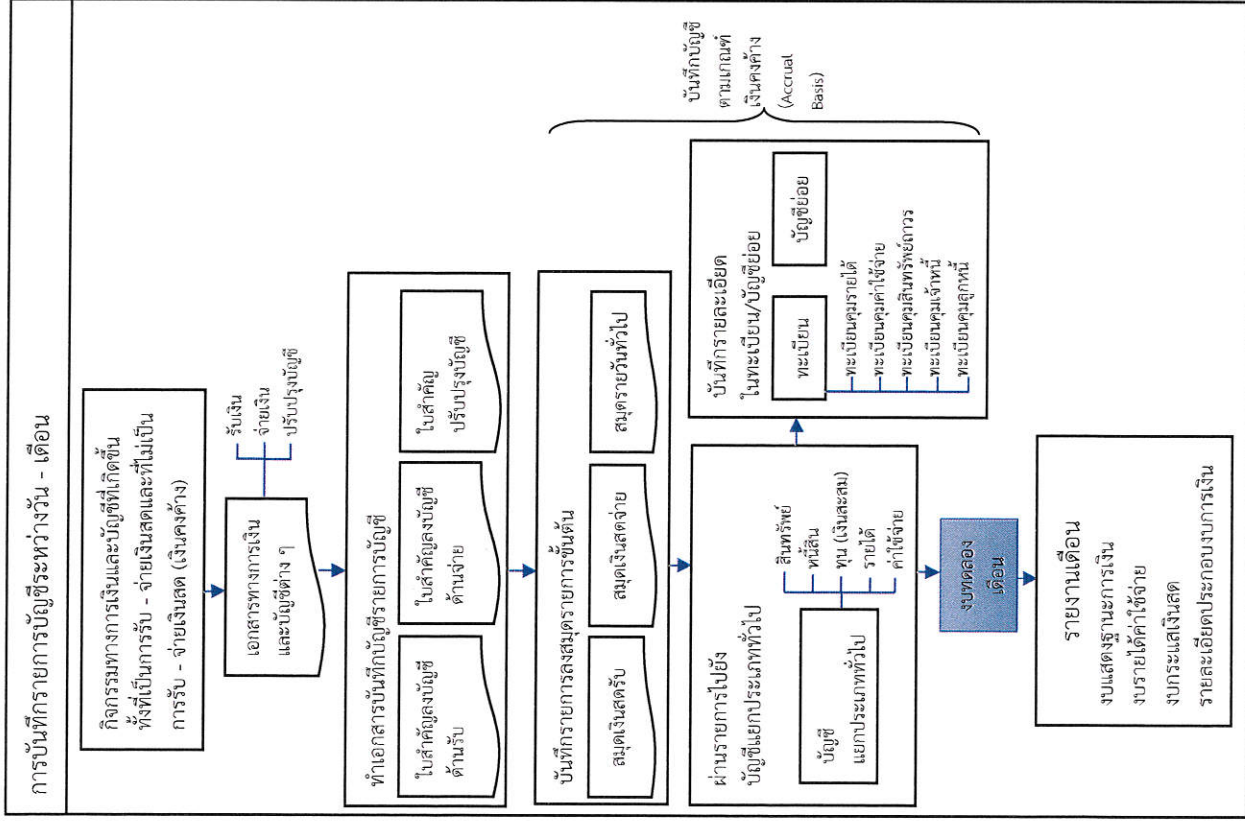 การบันทึกรายการบัญชีระหว่างวัน - เดือน
กิจกรรมทางการเงินและบัญชีที่เกิดขึ้น
ทั้งที่เป็นการรับ - จ่ายเงินสดและที่ไม่เป็น
การรับ - จ่ายเงินสด (เงินคงค้าง)
เอกสารทางการเงิน
และบัญชีต่าง ๆ
รับเงิน
จ่ายเงิน
ปรับปรุงบัญชี
ทำเอกสารบันทึกบัญชีรายการบัญชี
ใบสำคัญลงบัญชี
ด้านรับ
ใบสำคัญลงบัญชี
ด้านจ่าย
ใบสำคัญ
ปรับปรุงบัญชี
บันทึกรายการลงสมุดรายการขั้นต้น
สมุดเงินสดรับ
สมุดเงินสดจ่าย
สมุดรายวันทั่วไป
ผ่านรายการไปยัง
บัญชีแยกประเภททั่วไป
บัญชี
แยกประเภททั่วไป
สินทรัพย์
หนี้สิน
ทุน (เงินสะสม)
รายได้
ค่าใช้จ่าย
บันทึกรายละเอียด
ในทะเบียน/บัญชีย่อย
ทะเบียน
บัญชีย่อย
ทะเบียนคุมรายได้
ทะเบียนคุมค่าใช้จ่าย
ทะเบียนคุมสินทรัพย์ถาวร
ทะเบียนคุมเจ้าหนี้
ทะเบียนคุมลูกหนี้
บันทึกบัญชี
ตามเกณฑ์
เงินคงค้าง
(Accrual
Basis)
งบทดลอง
เดือน
รายงานเดือน
งบแสดงฐานะการเงิน
งบรายได้ค่าใช้จ่าย
งบกระแสเงินสด
รายละเอียดประกอบงบการเงิน